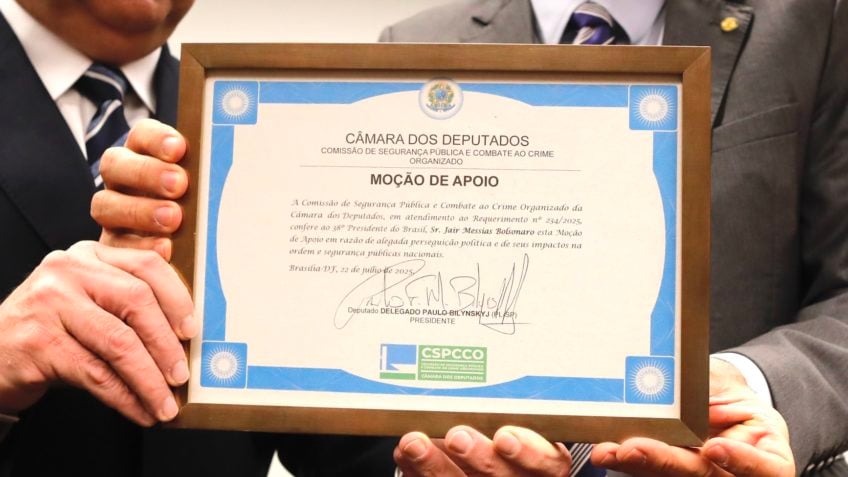 CÂMARA DOS DEPUTADOS
COMISSÃO DE SEGURANÇA PÚBLICA E COMBATE AO CRIME
ORGANIZADO
MOÇÃO DE APOIO
A Comissão de Segurança Pública e Combate ao Crime Organizado da
Câmara dos Deputados, em atendimento ao Requerimento nº 234/2025,
confere ao 38º Presidente do Brasil, Sr. Jair Messias Bolsonaro esta Moção
de Apoio em razão de alegada perseguição política e de seus impactos na
ordem e segurança públicas nacionais.
Brasília DF, 22 de julho de 2025.
Deputado DELEGADO PAULO BILYNSKYJ (PL/SP)
PRESIDENTE
CSPCCO
CÂMARA DOS DEPUTADOS